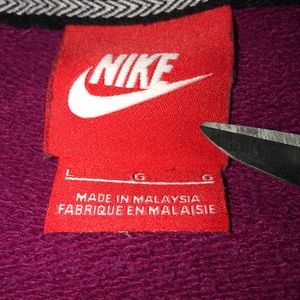 NIKE
L G G
MADE IN MALAYSIA
FABRIQUE EN MALAISIE